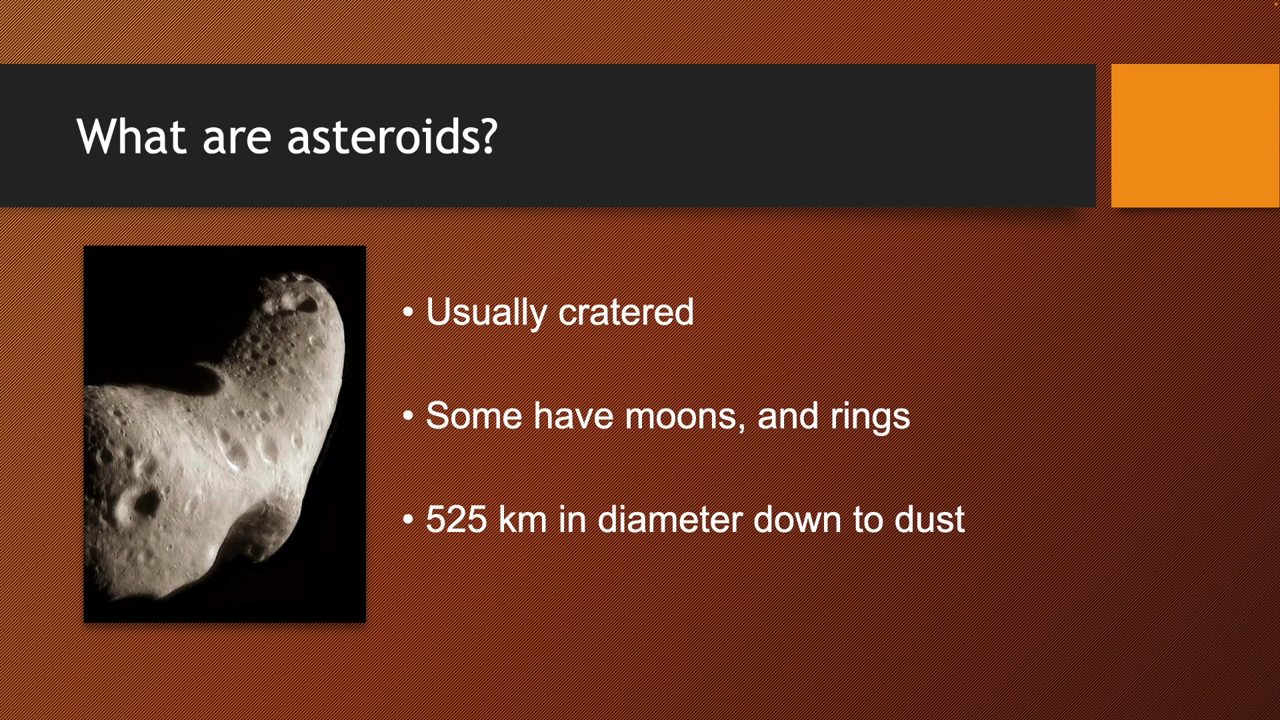 What are asteroids?
• Usually cratered
• Some have moons, and rings
• 525 km in diameter down to dust